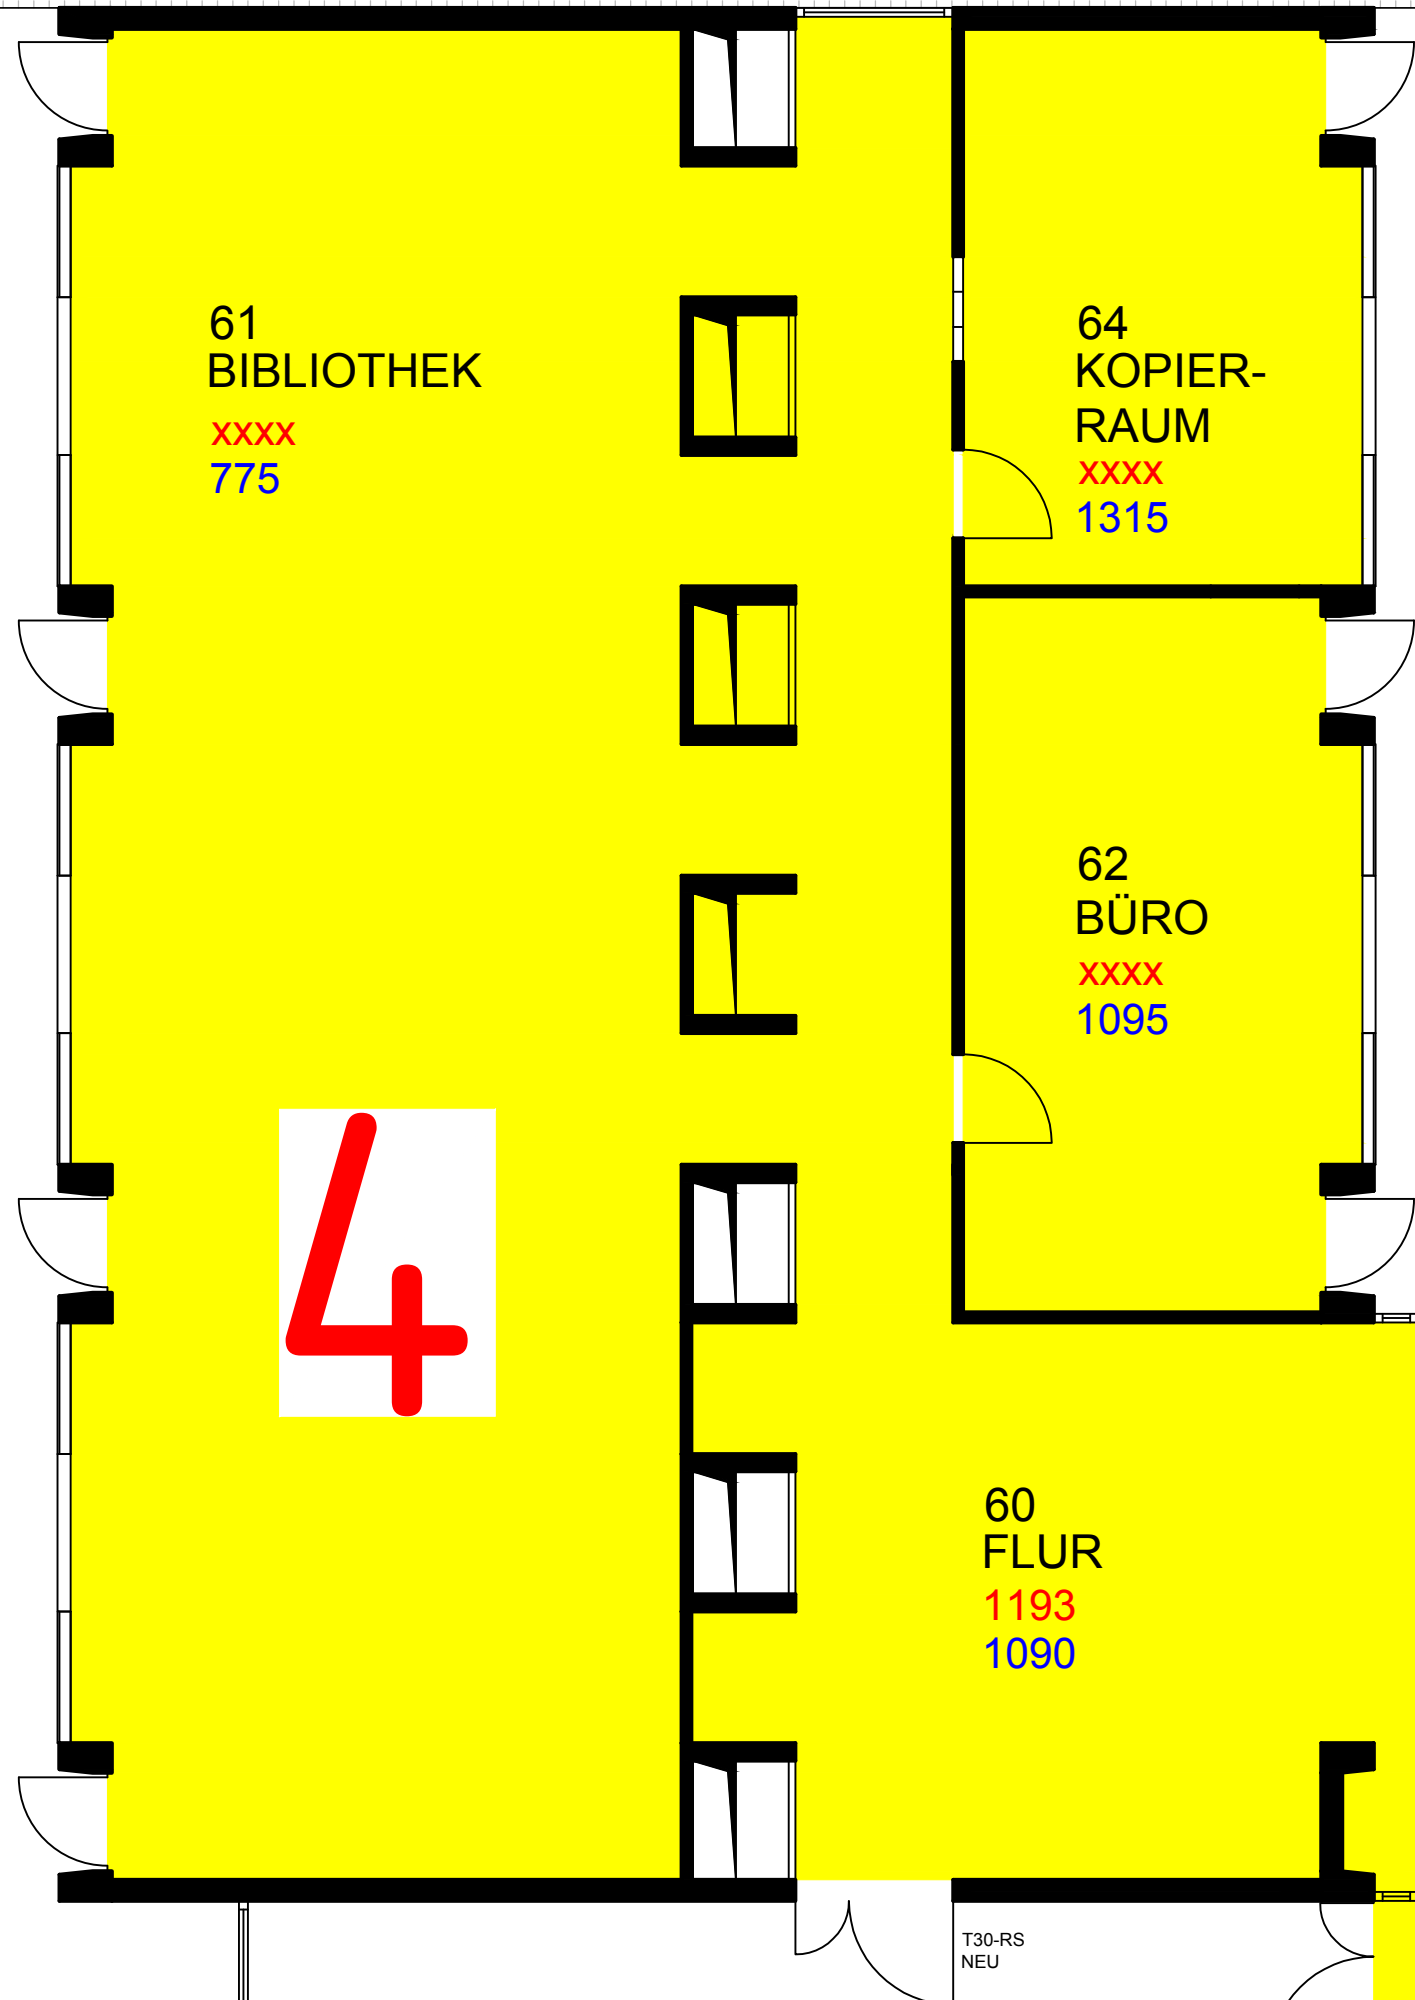 61
BIBLIOTHEK
xxxx
775
64
KOPIER-
RAUM
xxxx
1315
62
BÜRO
xxxx
1095
4
60
FLUR
1193
1090
T30-RS
NEU